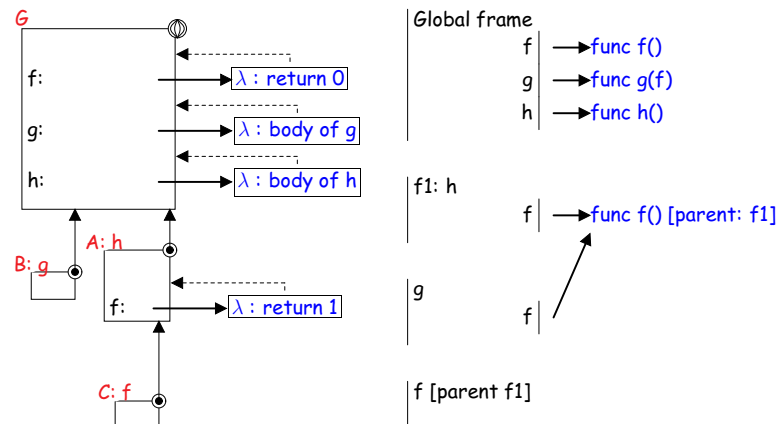 G
f:
λ : return 0
g:
λ : body of g
h:
λ : body of h
A: h
B: g
f:
λ : return 1
C: f
Global frame
f func f()
g func g(f)
h func h()
f1: h
f func f() [parent: f1]
g
f
f [parent f1]